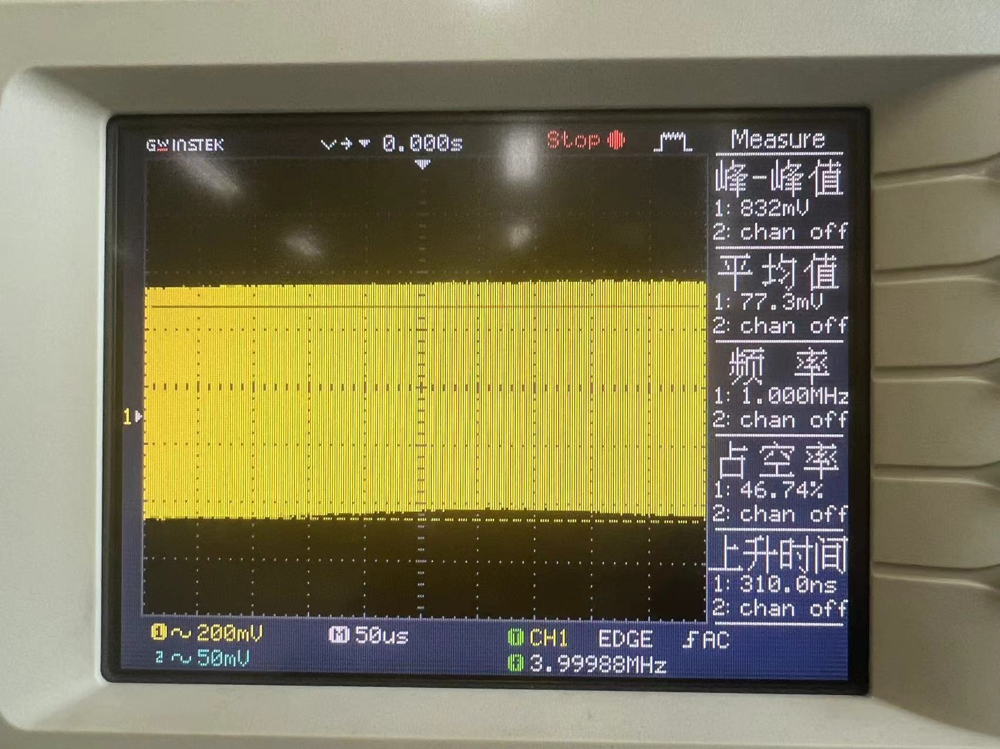 GW INSTEK
0.000s
Stop
Measure
峰-峰值
1: 832mV
2: chan off
平均值
1: 77.3mV
2: chan off
频 率
1: 1.000MHz
2: chan off
占空率
1: 46.74%
2: chan off
上升时间
1: 310.0ns
2: chan off
1
1 ~ 200mV
M 50us
T CH1 EDGE AC
2 ~ 50mV
F 3.99988MHz